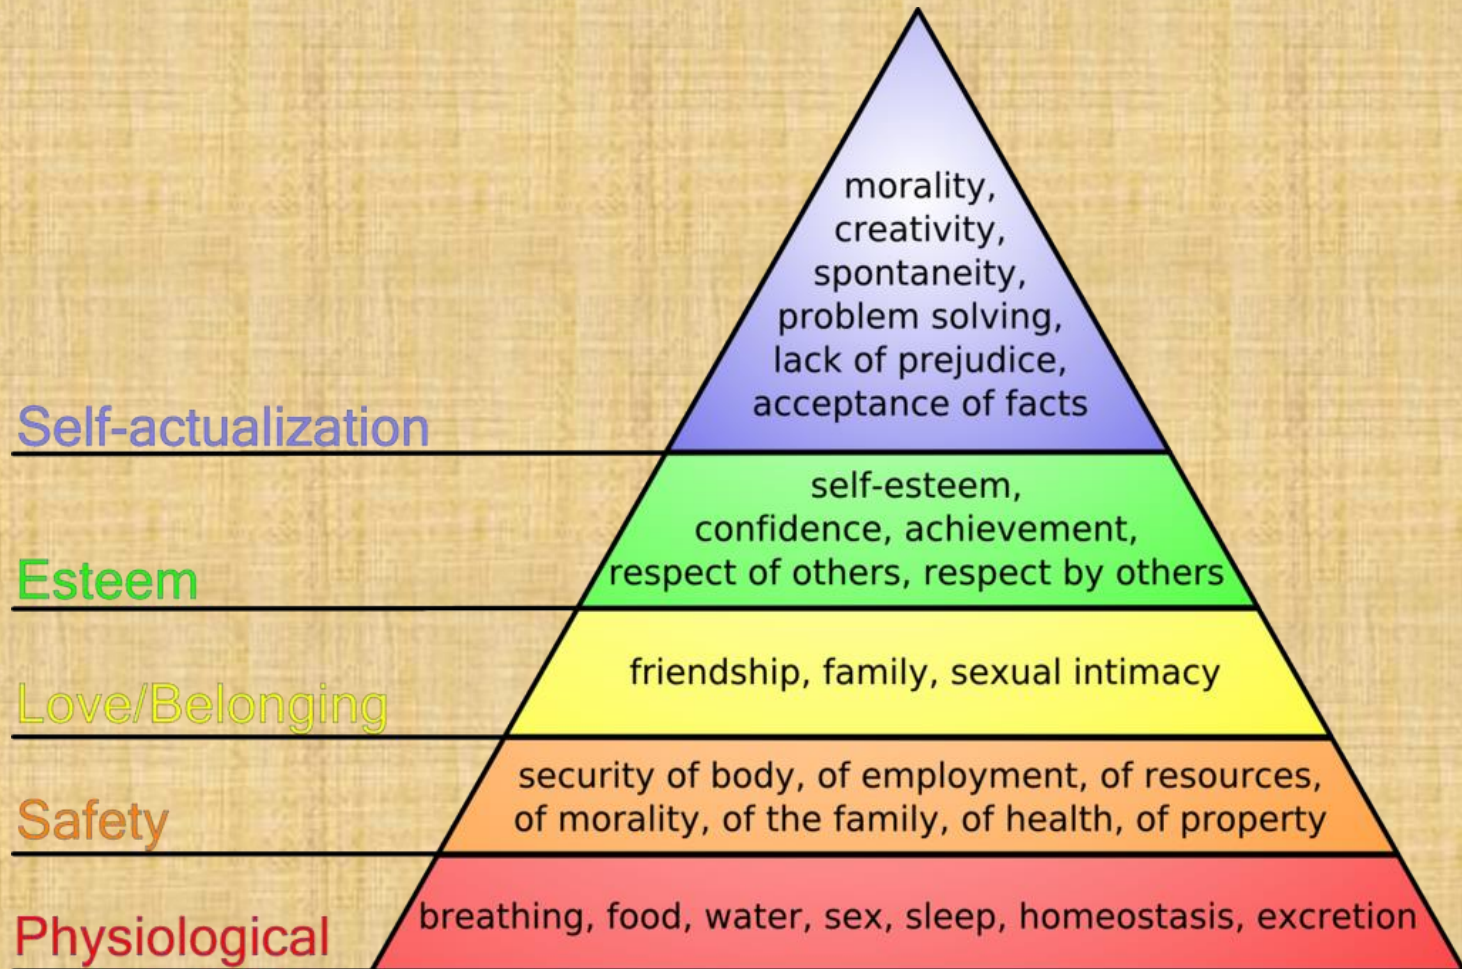 morality,
creativity,
spontaneity,
problem solving,
lack of prejudice,
acceptance of facts
Self-actualization
self-esteem,
confidence, achievement,
respect of others, respect by others
Esteem
friendship, family, sexual intimacy
Love/Belonging
security of body, of employment, of resources,
of morality, of the family, of health, of property
Safety
breathing, food, water, sex, sleep, homeostasis, excretion
Physiological